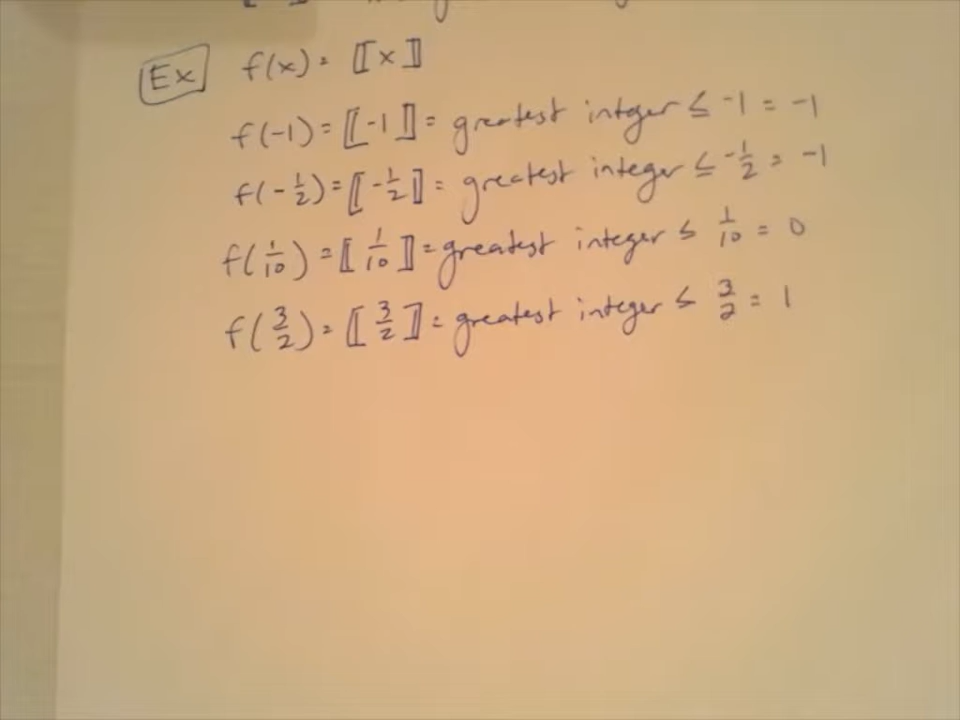 Ex f(x) = ⟦x⟧
f(-1) = ⟦-1⟧ = greatest integer ≤ -1 = -1
f(-1/2) = ⟦-1/2⟧ = greatest integer ≤ -1/2 = -1
f(1/10) = ⟦1/10⟧ = greatest integer ≤ 1/10 = 0
f(3/2) = ⟦3/2⟧ = greatest integer ≤ 3/2 = 1